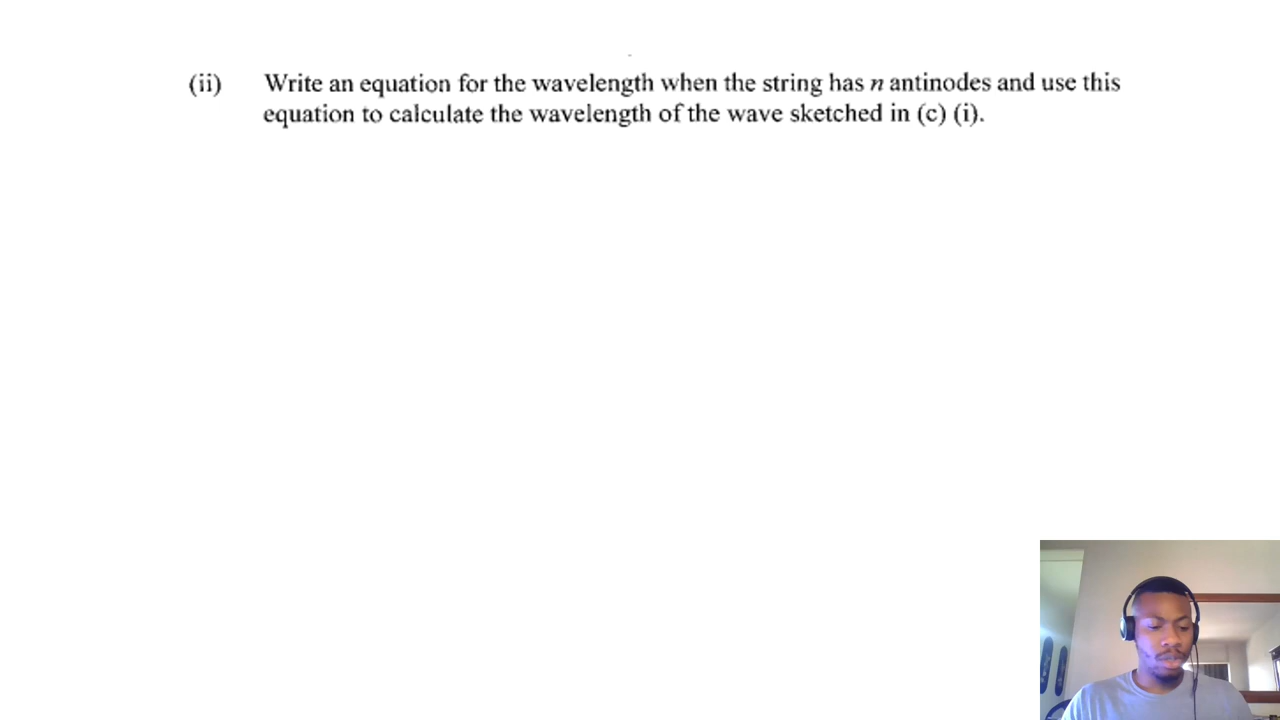 (ii) Write an equation for the wavelength when the string has n antinodes and use this
equation to calculate the wavelength of the wave sketched in (c) (i).